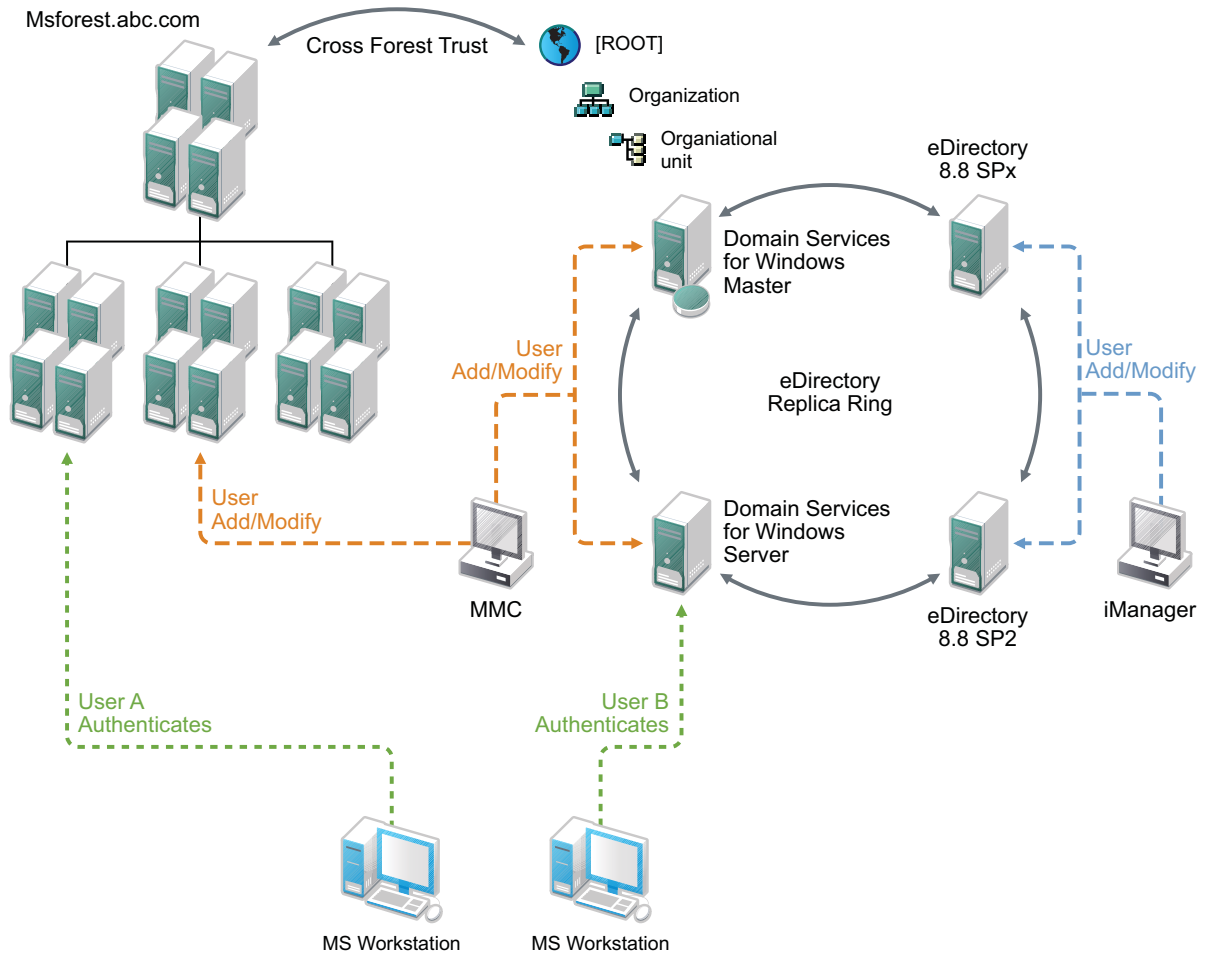 Msforest.abc.com
Cross Forest Trust
[ROOT]
Organization
Organiational
unit
eDirectory
8.8 SPx
Domain Services
for Windows
Master
User
Add/Modify
eDirectory
Replica Ring
User
Add/Modify
User
Add/Modify
Domain Services
for Windows
Server
MMC
eDirectory
8.8 SP2
iManager
User A
Authenticates
User B
Authenticates
MS Workstation
MS Workstation